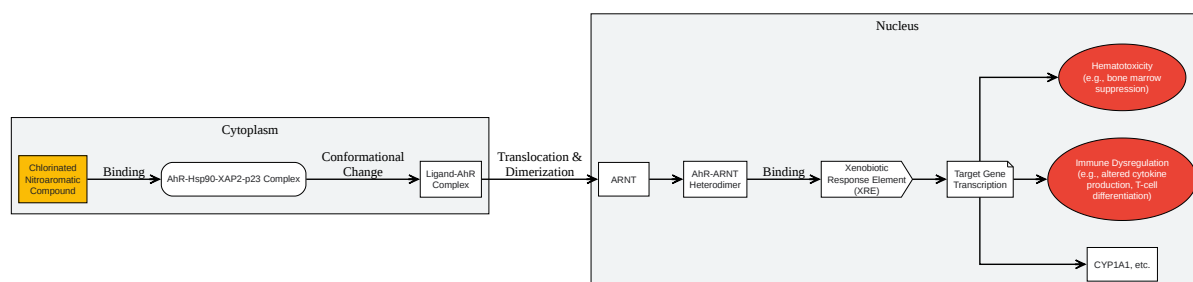 Nucleus
Hematotoxicity
(e.g., bone marrow
suppression)
Cytoplasm
Chlorinated
Nitroaromatic
Compound
Binding
AhR-Hsp90-XAP2-p23 Complex
Conformational
Change
Ligand-AhR
Complex
Translocation &
Dimerization
ARNT
AhR-ARNT
Heterodimer
Binding
Xenobiotic
Response Element
(XRE)
Target Gene
Transcription
Immune Dysregulation
(e.g., altered cytokine
production, T-cell
differentiation)
CYP1A1, etc.